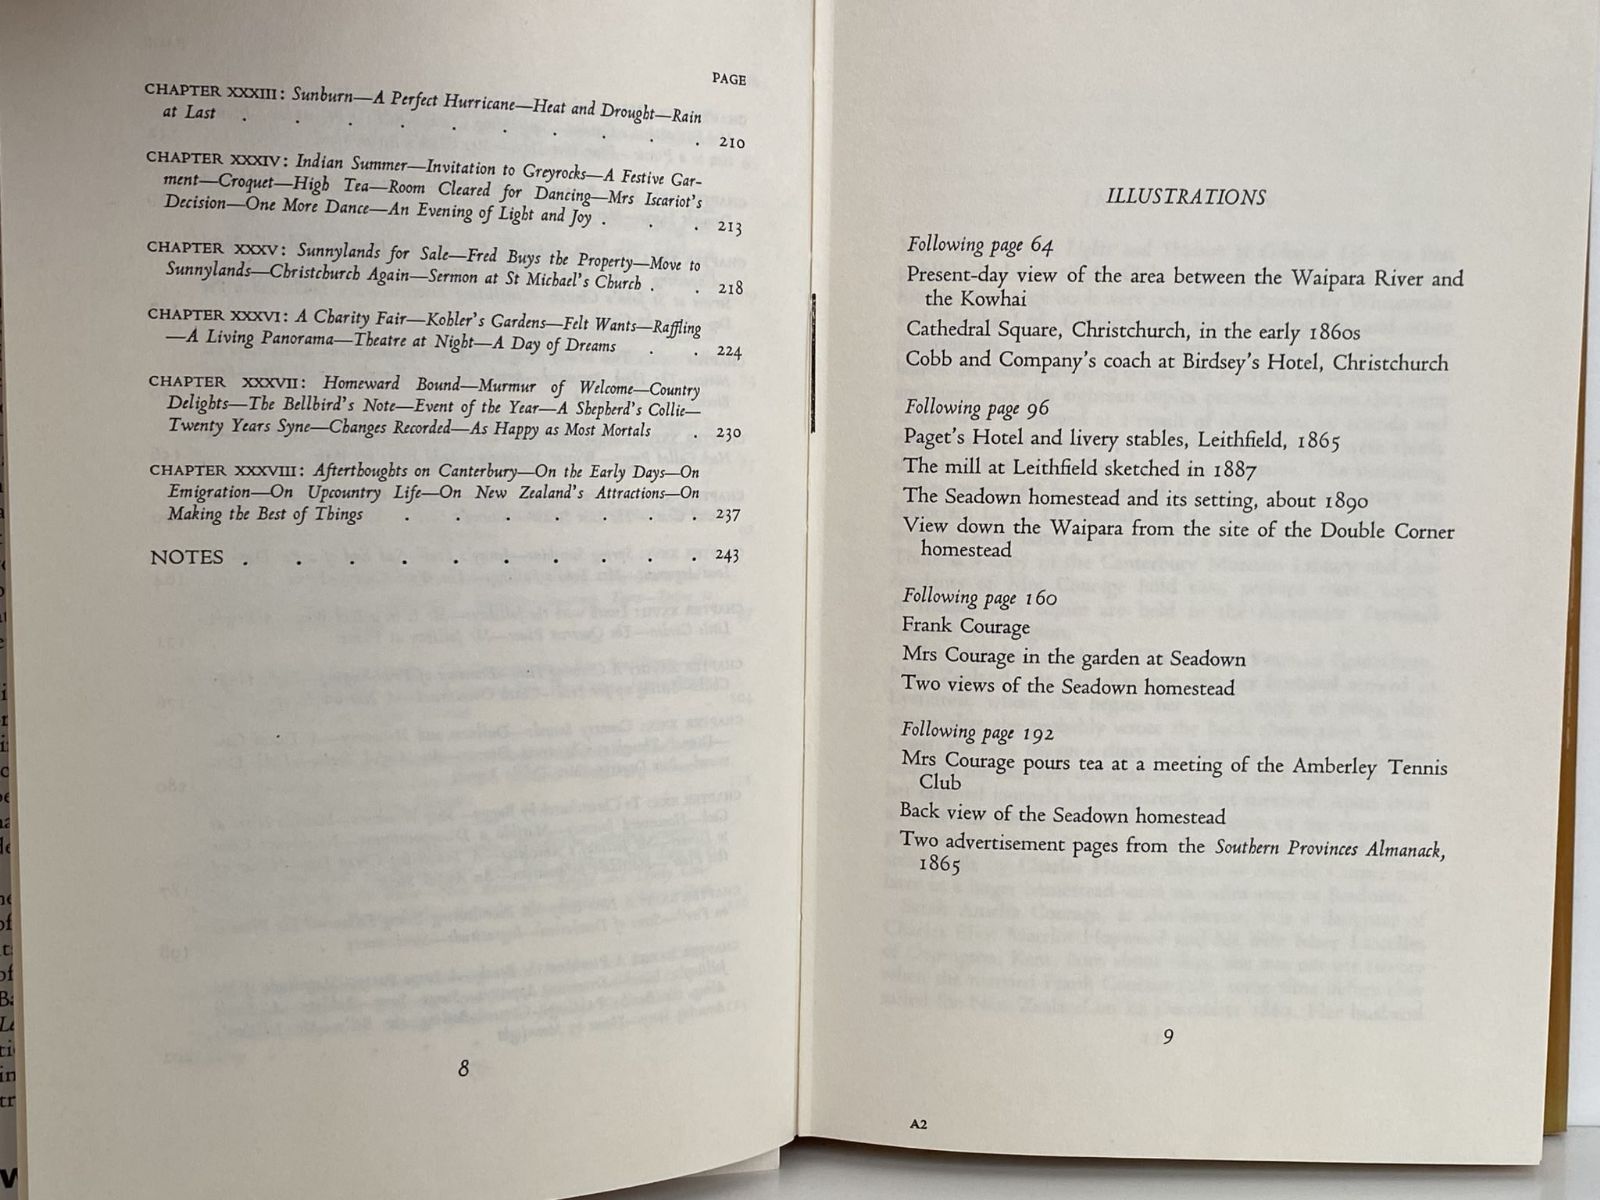 PAGE
CHAPTER XXXIII: Sunburn—A Perfect Hurricane—Heat and Drought—Rain
at Last . . . . . . . . . . 210
CHAPTER XXXIV: Indian Summer—Invitation to Greyrocks—A Festive Gar-
ment—Croquet—High Tea—Room Cleared for Dancing—Mrs Iscariot's
Decision—One More Dance—An Evening of Light and Joy . . . 213
CHAPTER XXXV: Sunnylands for Sale—Fred Buys the Property—Move to
Sunnylands—Christchurch Again—Sermon at St Michael's Church . . 218
CHAPTER XXXVI: A Charity Fair—Kohler's Gardens—Felt Wants—Raffling
—A Living Panorama—Theatre at Night—A Day of Dreams . . 224
CHAPTER XXXVII: Homeward Bound—Murmur of Welcome—Country
Delights—The Bellbird's Note—Event of the Year—A Shepherd's Collie—
Twenty Years Syne—Changes Recorded—As Happy as Most Mortals . 230
CHAPTER XXXVIII: Afterthoughts on Canterbury—On the Early Days—On
Emigration—On Upcountry Life—On New Zealand's Attractions—On
Making the Best of Things . . . . . . . 237
NOTES . . . . . . . . . . 243
8
ILLUSTRATIONS
Following page 64
Present-day view of the area between the Waipara River and
the Kowhai
Cathedral Square, Christchurch, in the early 1860s
Cobb and Company's coach at Birdsey's Hotel, Christchurch
Following page 96
Paget's Hotel and livery stables, Leithfield, 1865
The mill at Leithfield sketched in 1887
The Seadown homestead and its setting, about 1890
View down the Waipara from the site of the Double Corner
homestead
Following page 160
Frank Courage
Mrs Courage in the garden at Seadown
Two views of the Seadown homestead
Following page 192
Mrs Courage pours tea at a meeting of the Amberley Tennis
Club
Back view of the Seadown homestead
Two advertisement pages from the Southern Provinces Almanack,
1865
9
A2